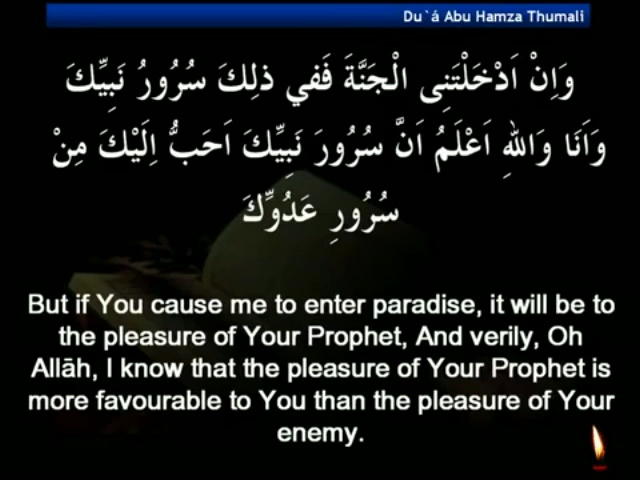 Du`á Abu Hamza Thumali
وَاِنْ اَدْخَلْتَنِى الْجَنَّةَ فَفي ذلِكَ سُرُورُ نَبِيِّكَ
وَاَنَا وَاللهِ اَعْلَمُ اَنَّ سُرُورَ نَبِيِّكَ اَحَبُّ اِلَيْكَ مِنْ
سُرُورِ عَدُوِّكَ
But if You cause me to enter paradise, it will be to
the pleasure of Your Prophet, And verily, Oh
Allāh, I know that the pleasure of Your Prophet is
more favourable to You than the pleasure of Your
enemy.